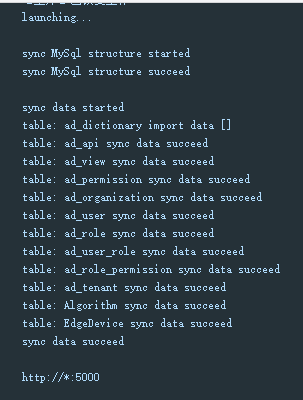 launching...
sync MySql structure started
sync MySql structure succeed
sync data started
table: ad_dictionary import data []
table: ad_api sync data succeed
table: ad_view sync data succeed
table: ad_permission sync data succeed
table: ad_organization sync data succeed
table: ad_user sync data succeed
table: ad_role sync data succeed
table: ad_user_role sync data succeed
table: ad_role_permission sync data succeed
table: ad_tenant sync data succeed
table: Algorithm sync data succeed
table: EdgeDevice sync data succeed
sync data succeed
http://*:5000